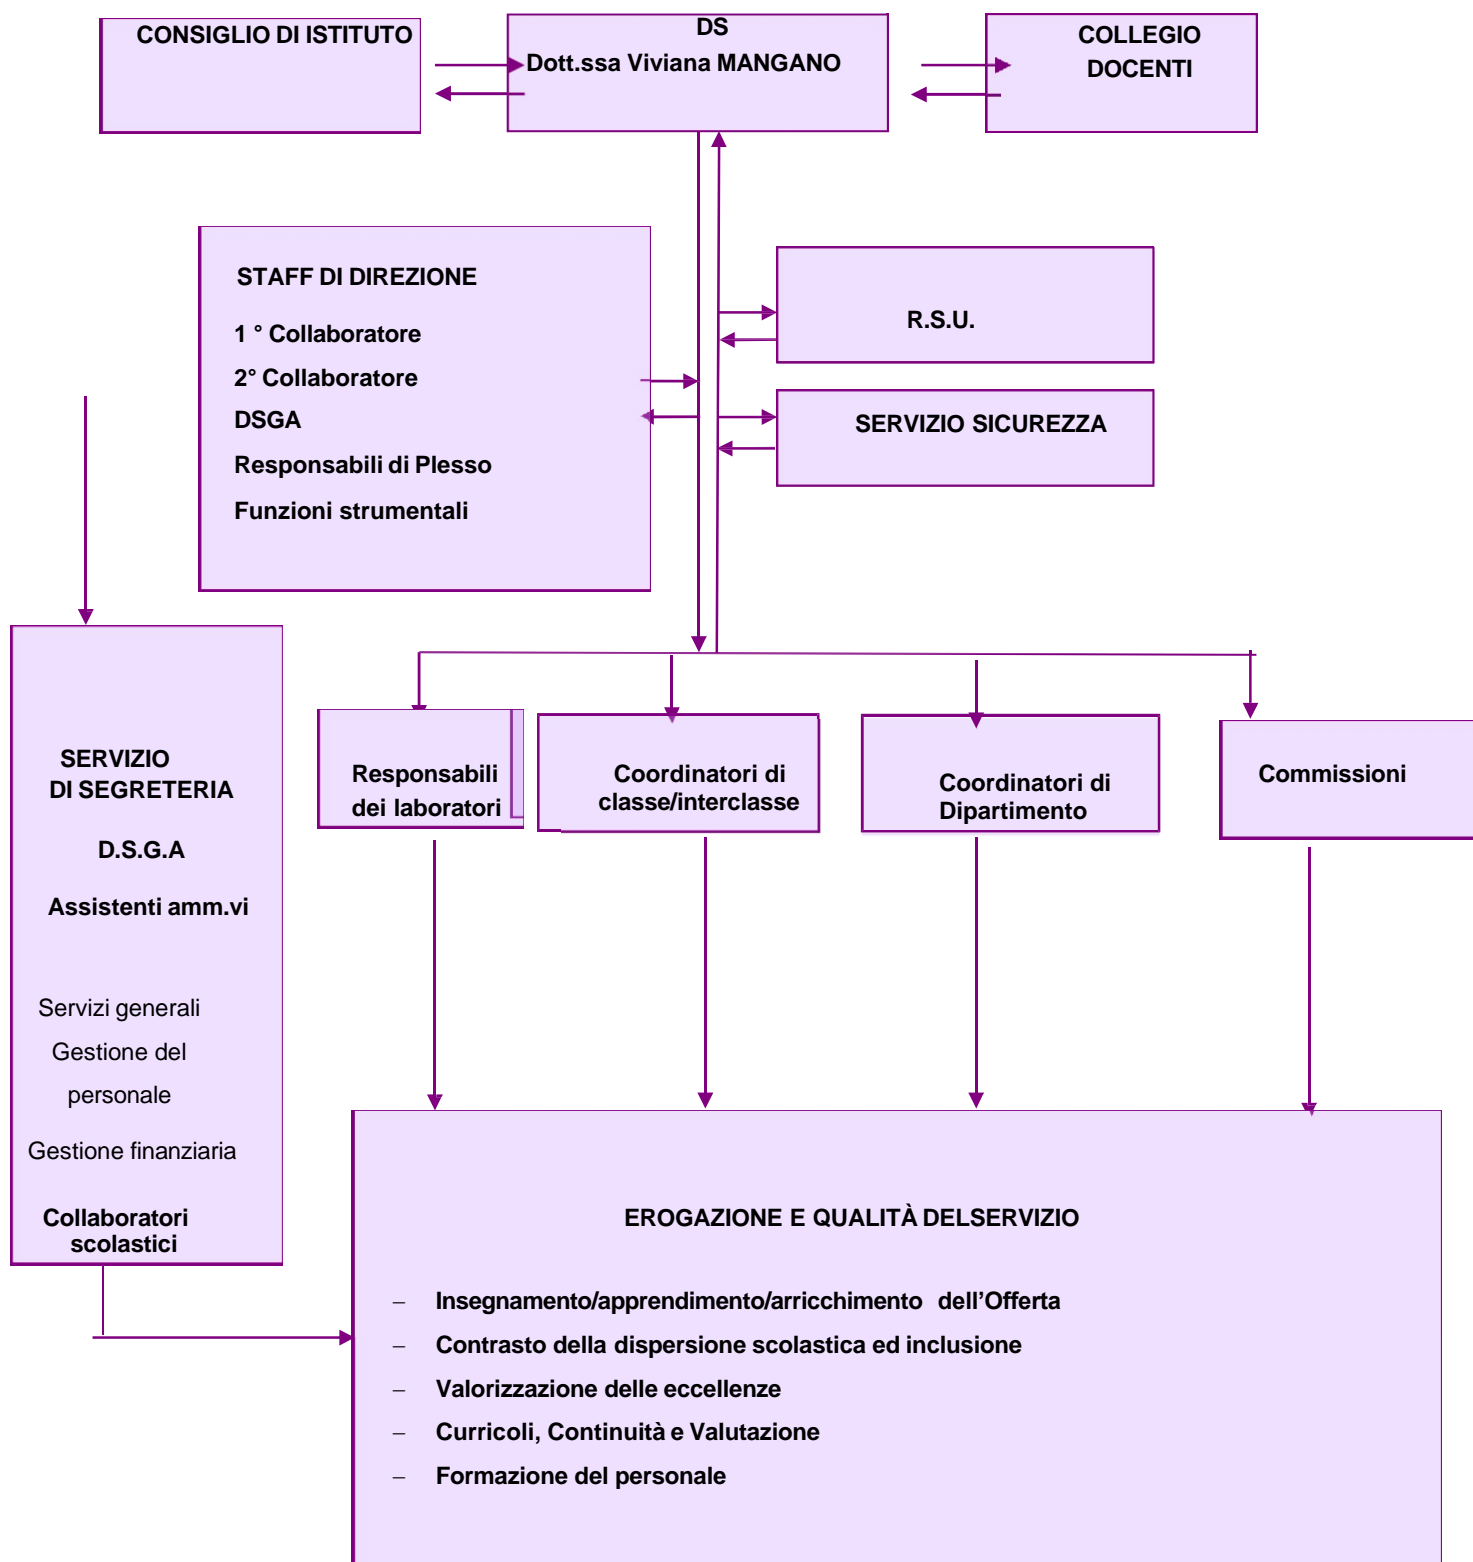 CONSIGLIO DI ISTITUTO
DS
Dott.ssa Viviana MANGANO
COLLEGIO
DOCENTI
STAFF DI DIREZIONE
1 ° Collaboratore
2° Collaboratore
DSGA
Responsabili di Plesso
Funzioni strumentali
R.S.U.
SERVIZIO SICUREZZA
SERVIZIO
DI SEGRETERIA
D.S.G.A
Assistenti amm.vi
Servizi generali
Gestione del
personale
Gestione finanziaria
Collaboratori
scolastici
Responsabili
dei laboratori
Coordinatori di
classe/interclasse
Coordinatori di
Dipartimento
Commissioni
EROGAZIONE E QUALITÀ DELSERVIZIO
– Insegnamento/apprendimento/arricchimento dell’Offerta
– Contrasto della dispersione scolastica ed inclusione
– Valorizzazione delle eccellenze
– Curricoli, Continuità e Valutazione
– Formazione del personale